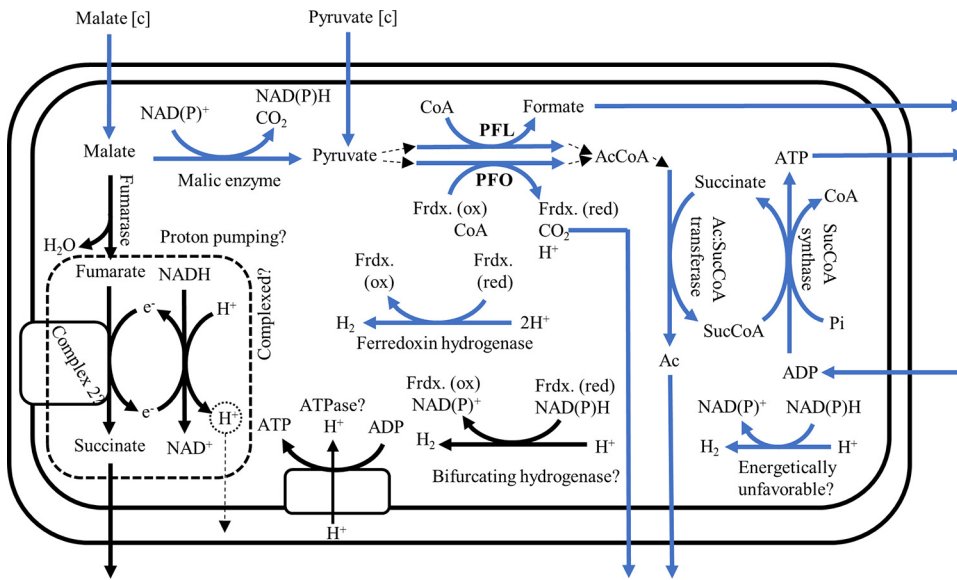 Malate [c]
Pyruvate [c]
NAD(P)⁺
NAD(P)H
CO₂
CoA
Formate
PFL
Malate
Malic enzyme
Pyruvate
AcCoA
ATP
PFO
Fumarase
H₂O
Frdx. (ox)
CoA
Frdx. (red)
CO₂
H⁺
Succinate
CoA
Ac:SucCoA
transferase
SucCoA
synthase
SucCoA
Pi
Proton pumping?
Fumarate
NADH
Complexed?
e⁻
H⁺
Complex 2?
e⁻
H⁺
Succinate
NAD⁺
Frdx.
(ox)
Frdx.
(red)
H₂
2H⁺
Ferredoxin hydrogenase
Ac
ADP
ATPase?
ATP
H⁺
ADP
H⁺
Frdx. (ox)
NAD(P)⁺
Frdx. (red)
NAD(P)H
H₂
H⁺
Bifurcating hydrogenase?
NAD(P)⁺
NAD(P)H
H₂
H⁺
Energetically
unfavorable?